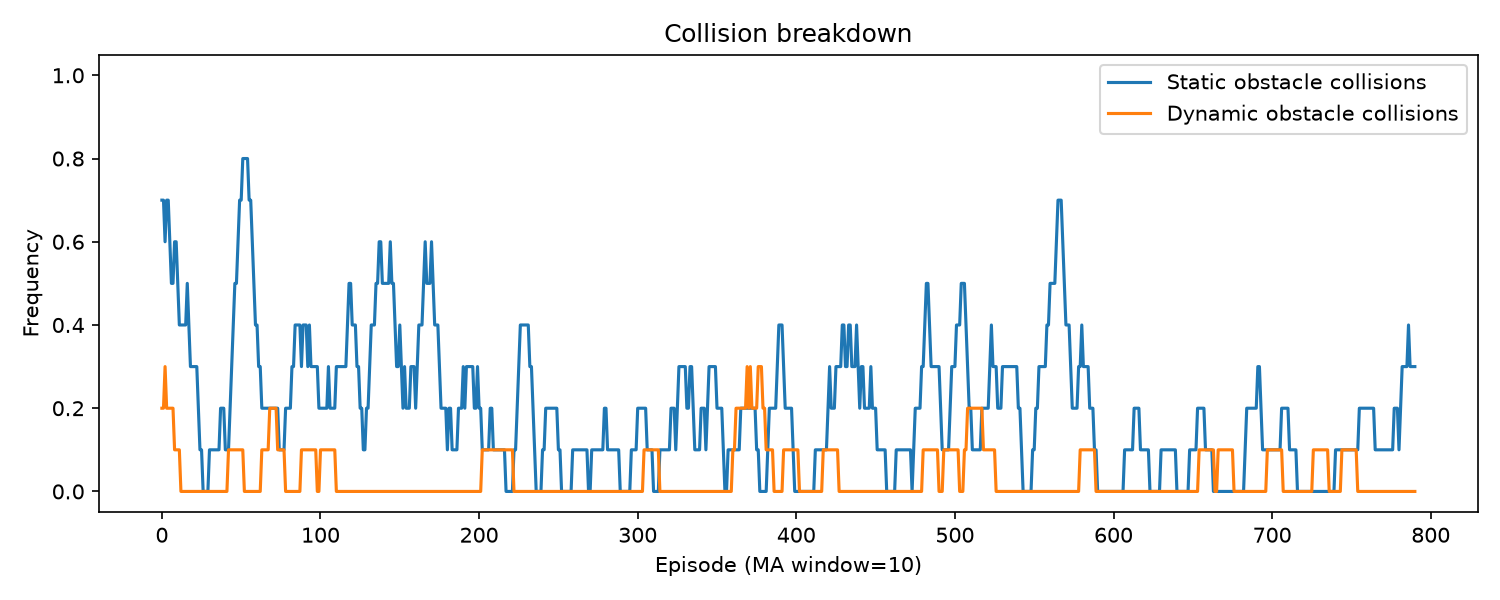 Collision breakdown
1.0
0.8
0.6
0.4
0.2
0.0
Frequency
Static obstacle collisions
Dynamic obstacle collisions
0 100 200 300 400 500 600 700 800
Episode (MA window=10)